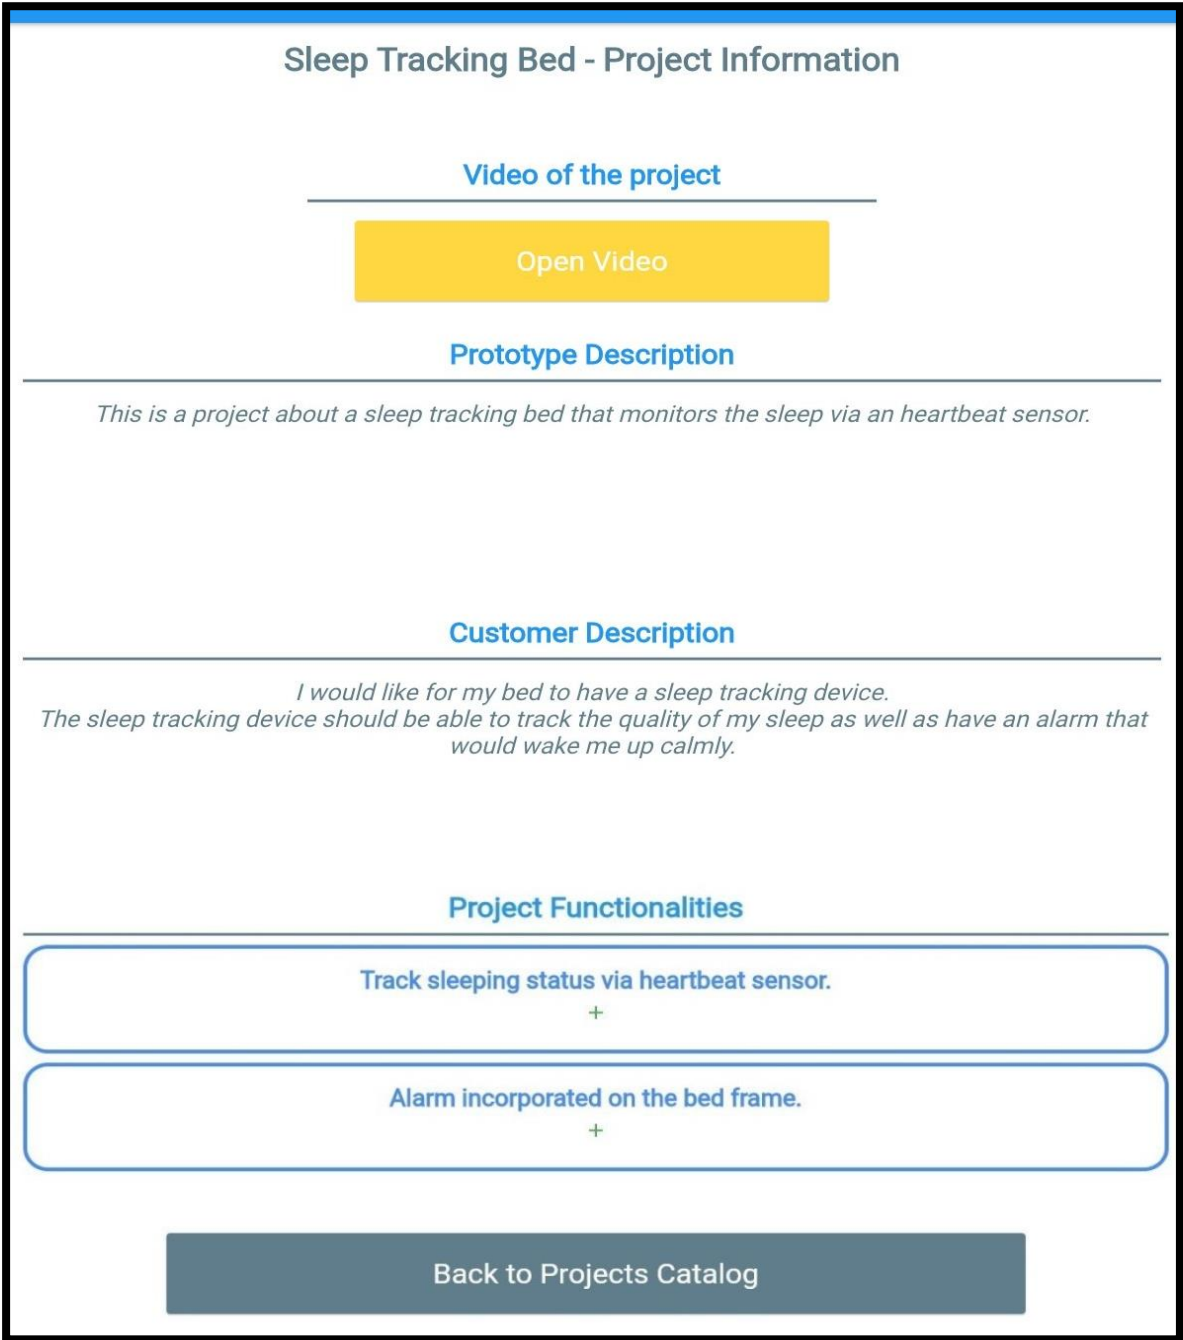 Sleep Tracking Bed - Project Information
Video of the project
Open Video
Prototype Description
This is a project about a sleep tracking bed that monitors the sleep via an heartbeat sensor.
Customer Description
I would like for my bed to have a sleep tracking device.
The sleep tracking device should be able to track the quality of my sleep as well as have an alarm that
would wake me up calmly.
Project Functionalities
Track sleeping status via heartbeat sensor.
+
Alarm incorporated on the bed frame.
+
Back to Projects Catalog